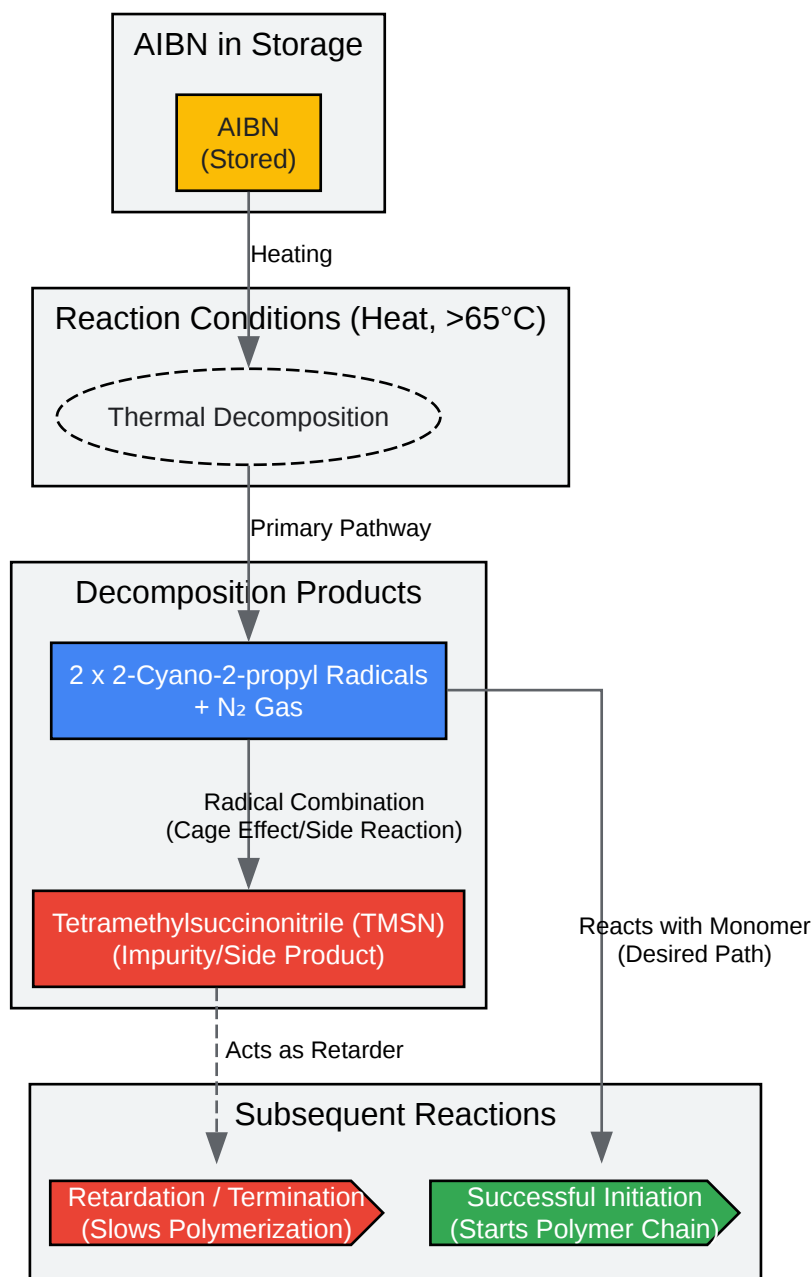 AIBN in Storage
AIBN
(Stored)
Heating
Reaction Conditions (Heat, >65°C)
Thermal Decomposition
Primary Pathway
Decomposition Products
2 x 2-Cyano-2-propyl Radicals
+ N₂ Gas
Radical Combination
(Cage Effect/Side Reaction)
Tetramethylsuccinonitrile (TMSN)
(Impurity/Side Product)
Reacts with Monomer
(Desired Path)
Acts as Retarder
Subsequent Reactions
Retardation / Termination
(Slows Polymerization)
Successful Initiation
(Starts Polymer Chain)